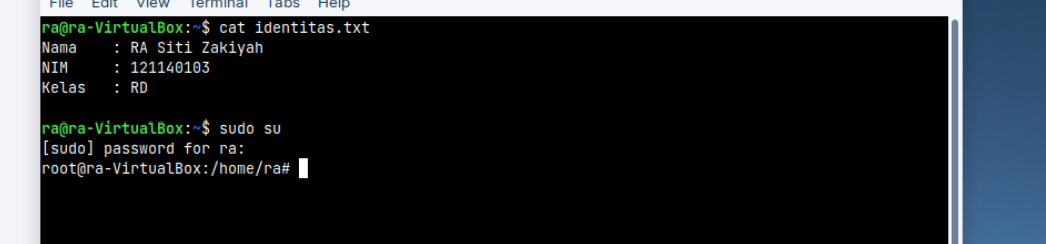 File Edit View Terminal Tabs Help
ra@ra-VirtualBox:~$ cat identitas.txt
Nama    : RA Siti Zakiyah
NIM     : 121140103
Kelas   : RD
ra@ra-VirtualBox:~$ sudo su
[sudo] password for ra:
root@ra-VirtualBox:/home/ra#